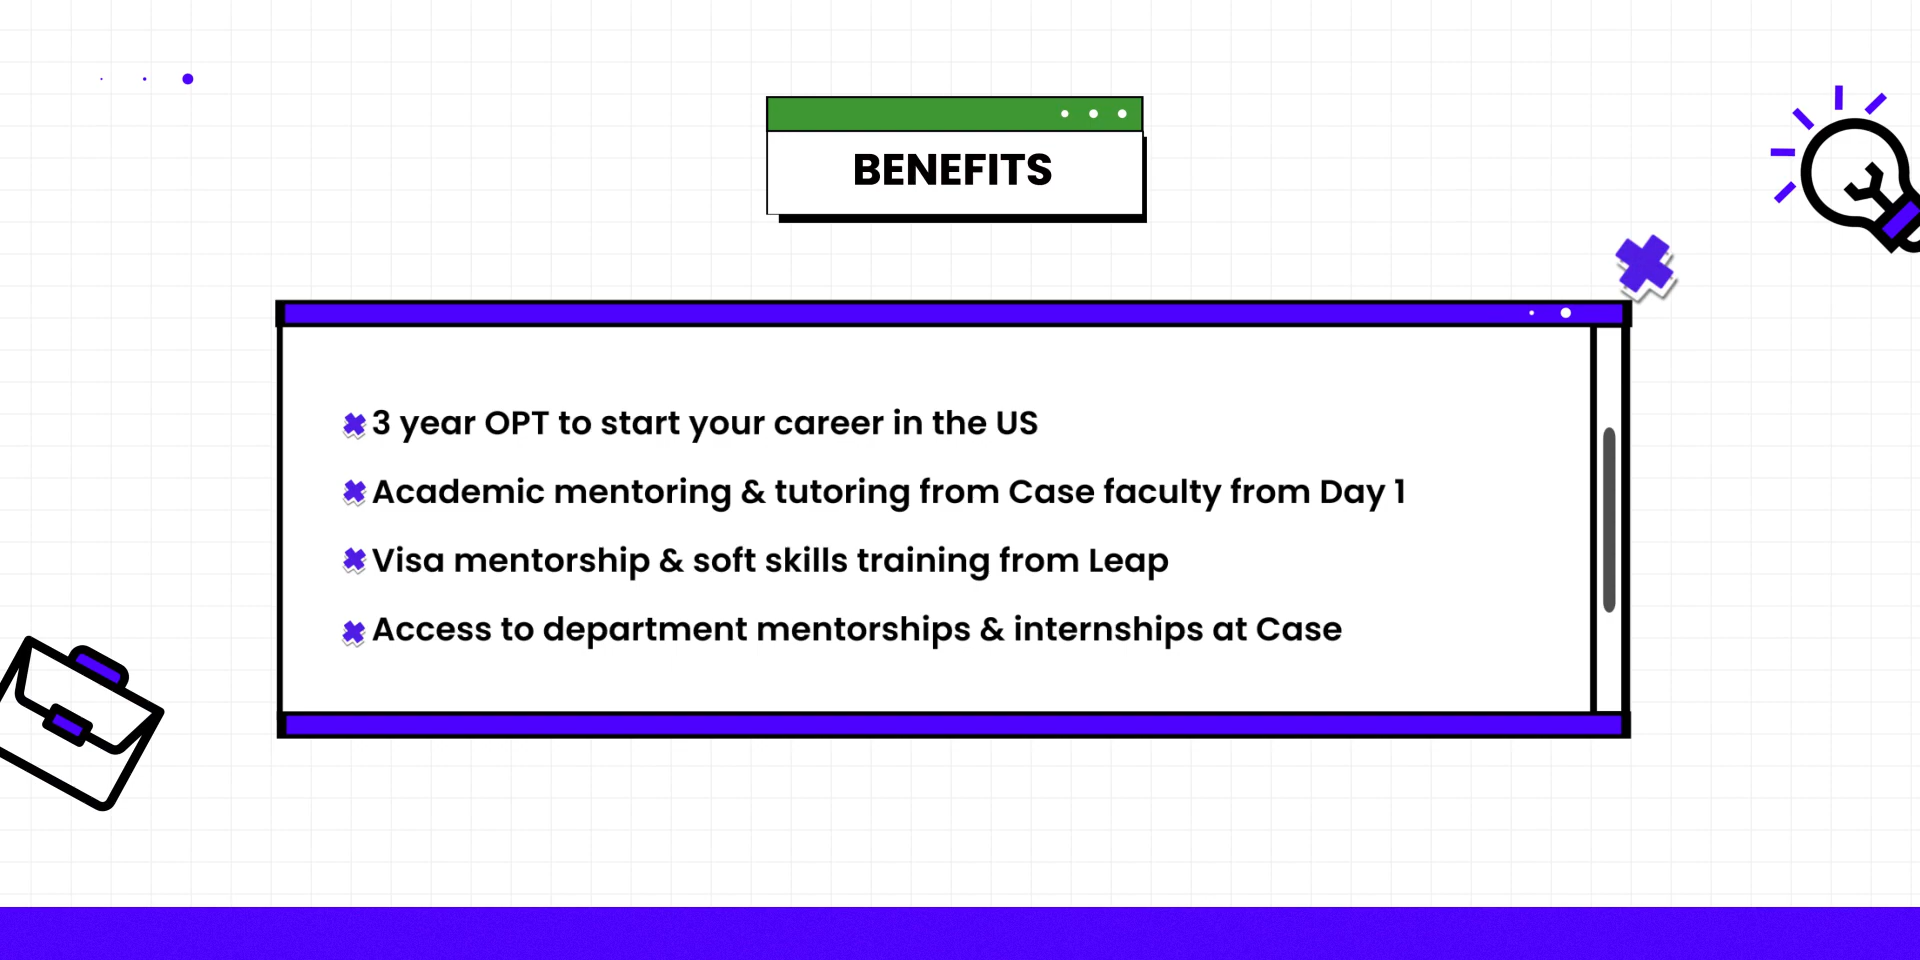 BENEFITS
3 year OPT to start your career in the US
Academic mentoring & tutoring from Case faculty from Day 1
Visa mentorship & soft skills training from Leap
Access to department mentorships & internships at Case